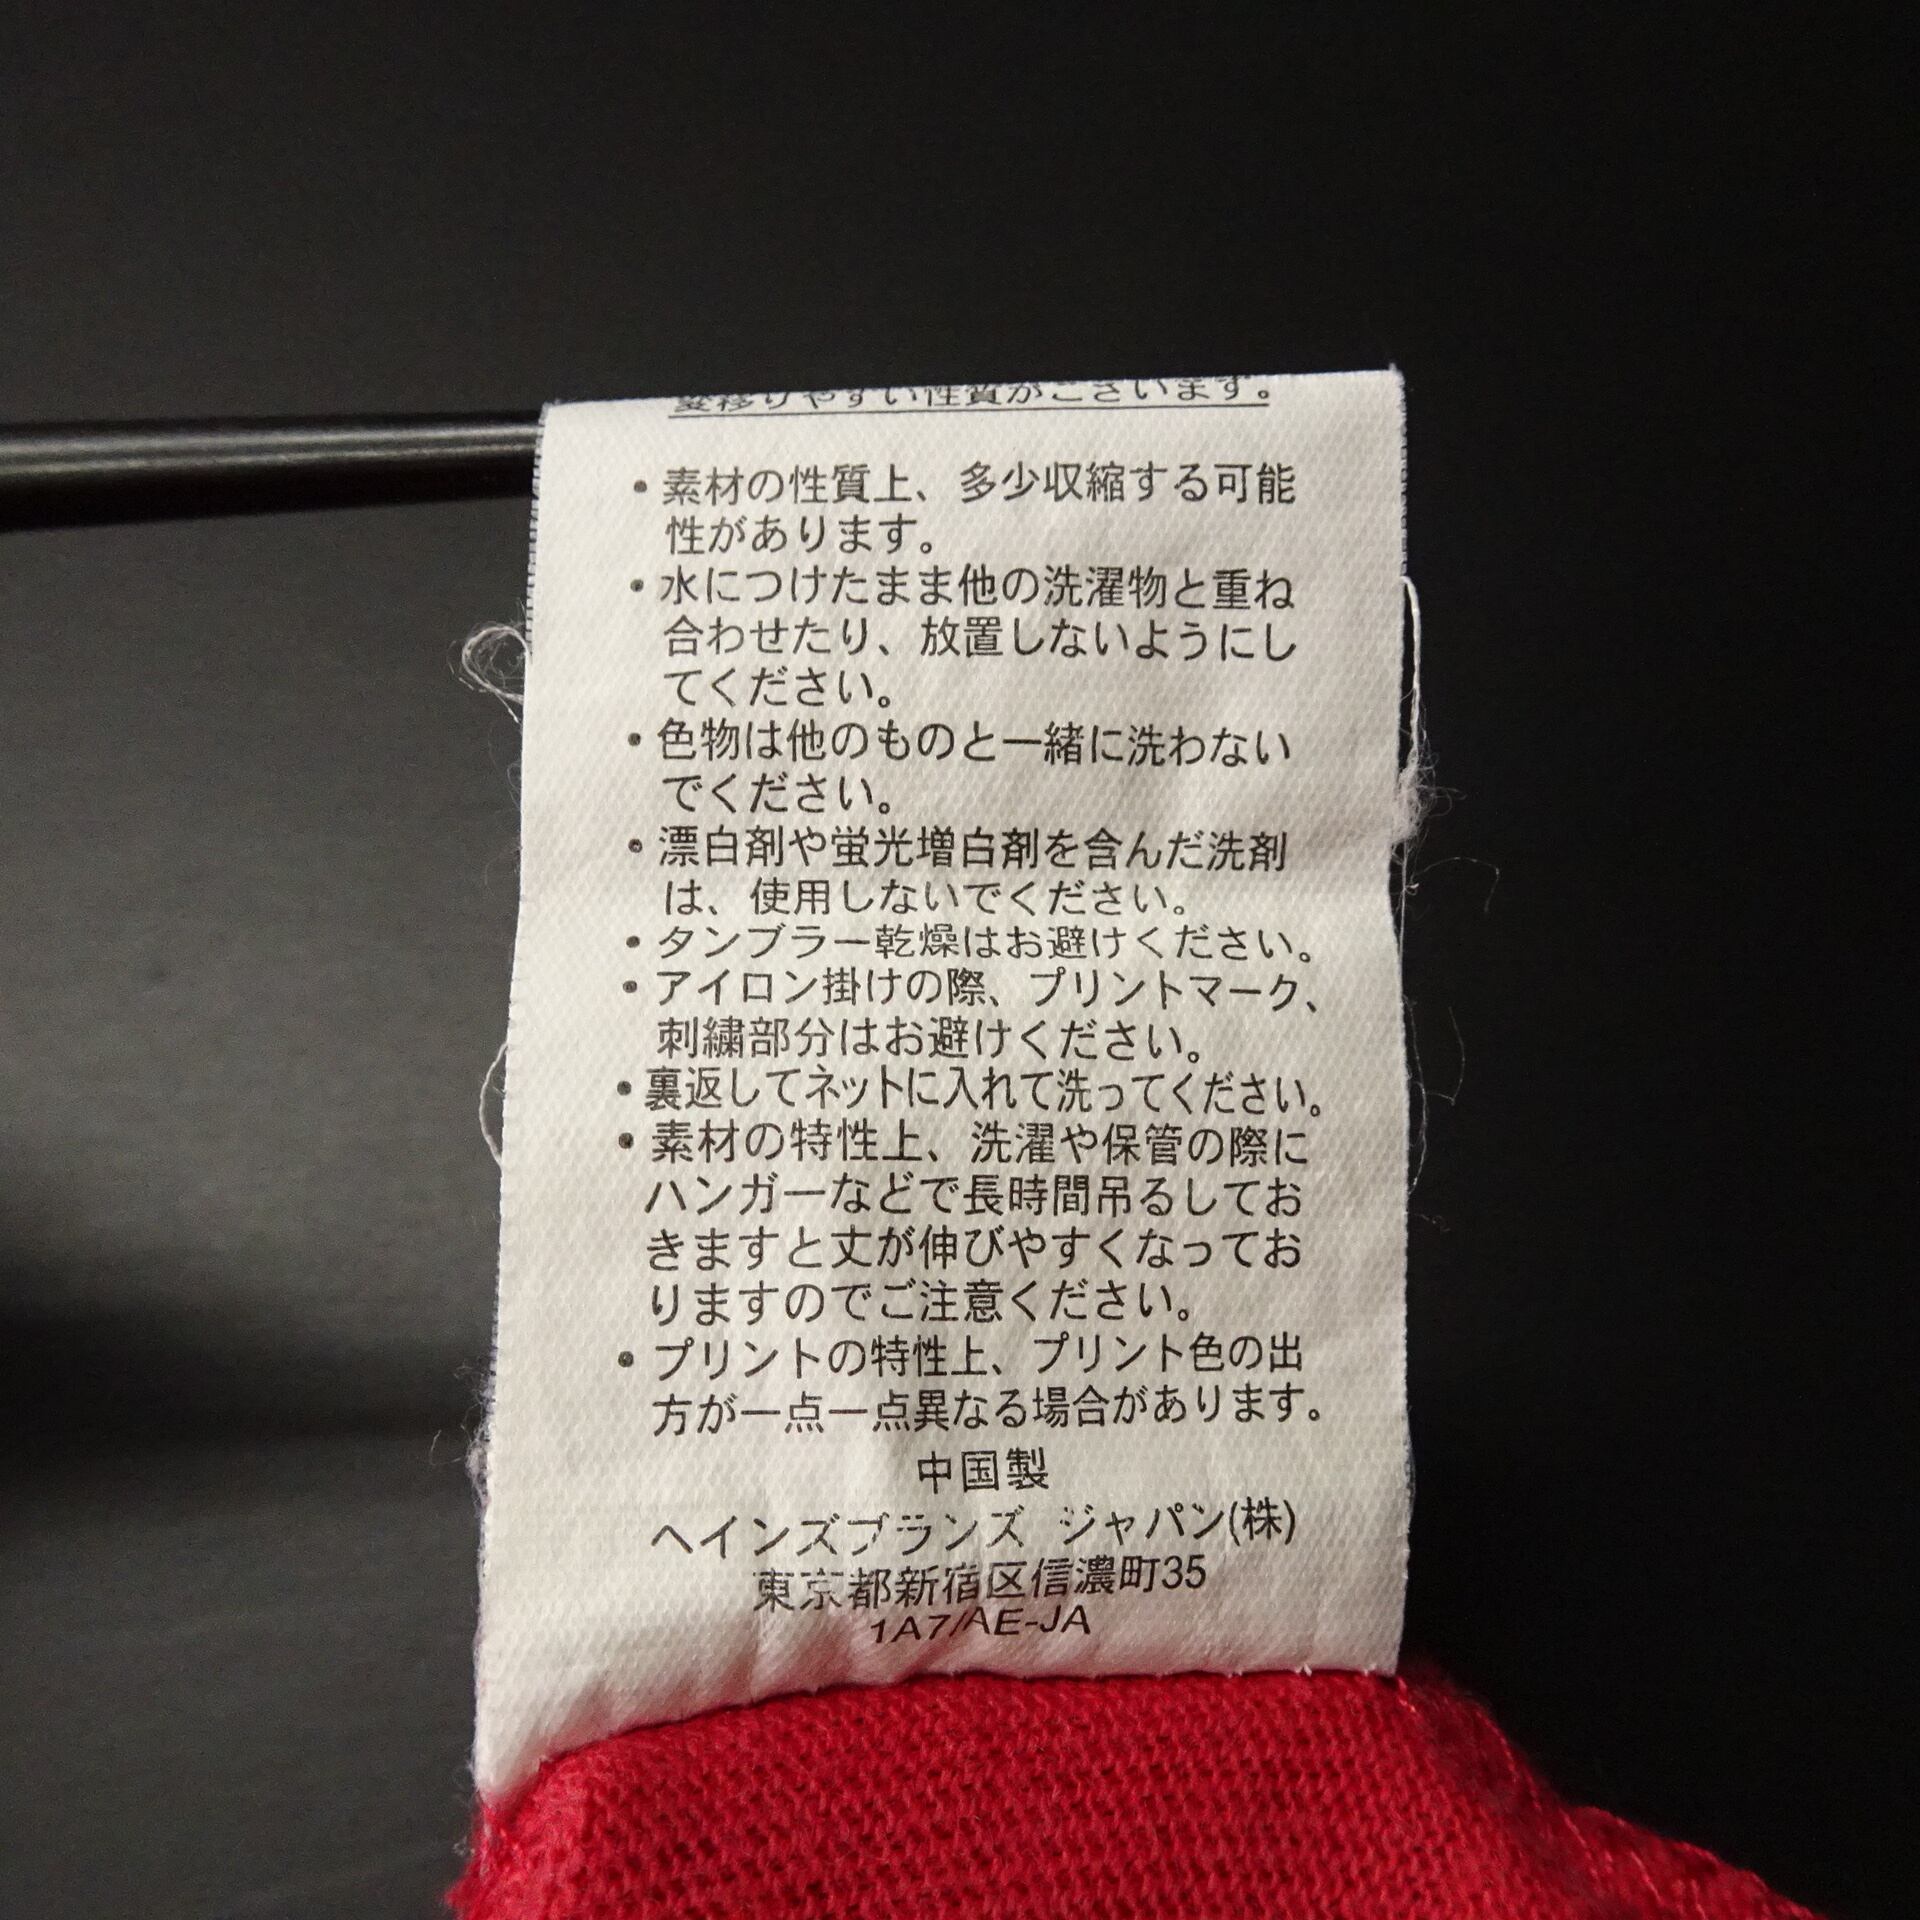 移りやすい性質がございます。
・素材の性質上、多少収縮する可能
性があります。
・水につけたまま他の洗濯物と重ね
合わせたり、放置しないようにし
てください。
・色物は他のものと一緒に洗わない
でください。
・漂白剤や蛍光増白剤を含んだ洗剤
は、使用しないでください。
・タンブラー乾燥はお避けください。
・アイロン掛けの際、プリントマーク、
刺繍部分はお避けください。
・裏返してネットに入れて洗ってください。
・素材の特性上、洗濯や保管の際に
ハンガーなどで長時間吊るしてお
きますと丈が伸びやすくなってお
りますのでご注意ください。
・プリントの特性上、プリント色の出
方が一点一点異なる場合があります。
中国製
ヘインズブランズ ジャパン(株)
東京都新宿区信濃町35
1A7/AE-JA